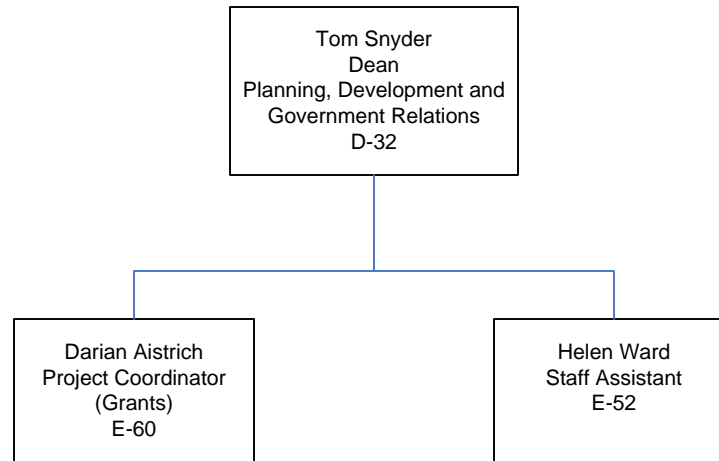 Tom Snyder
Dean
Planning, Development and
Government Relations
D-32
Darian Aistrich
Project Coordinator
(Grants)
E-60
Helen Ward
Staff Assistant
E-52